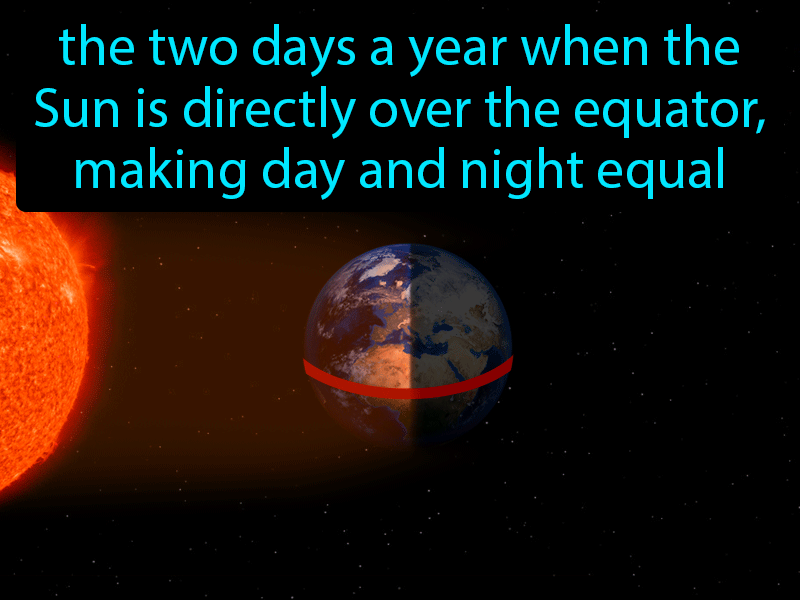 the two days a year when the
Sun is directly over the equator,
making day and night equal